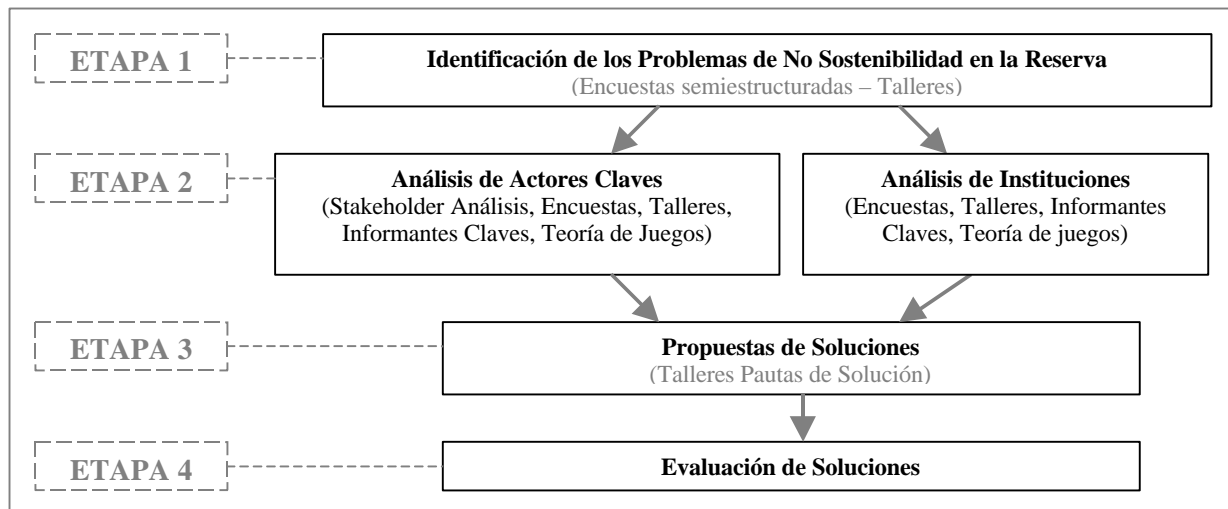 ETAPA 1
Identificación de los Problemas de No Sostenibilidad en la Reserva
(Encuestas semiestructuradas – Talleres)
ETAPA 2
Análisis de Actores Claves
(Stakeholder Análisis, Encuestas, Talleres,
Informantes Claves, Teoría de Juegos)
Análisis de Instituciones
(Encuestas, Talleres, Informantes
Claves, Teoría de juegos)
ETAPA 3
Propuestas de Soluciones
(Talleres Pautas de Solución)
ETAPA 4
Evaluación de Soluciones